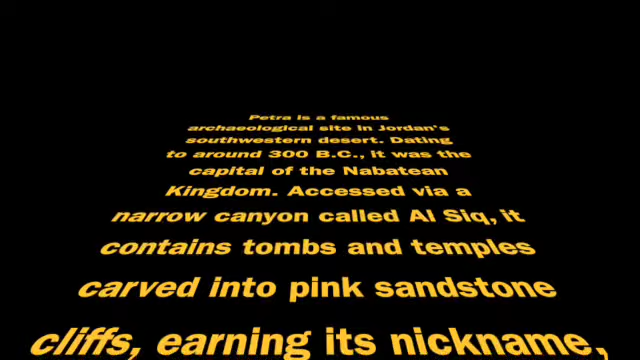 Petra is a famous
archaeological site in Jordan's
southwestern desert. Dating
to around 300 B.C., it was the
capital of the Nabatean
Kingdom. Accessed via a
narrow canyon called Al Siq, it
contains tombs and temples
carved into pink sandstone
cliffs, earning its nickname,